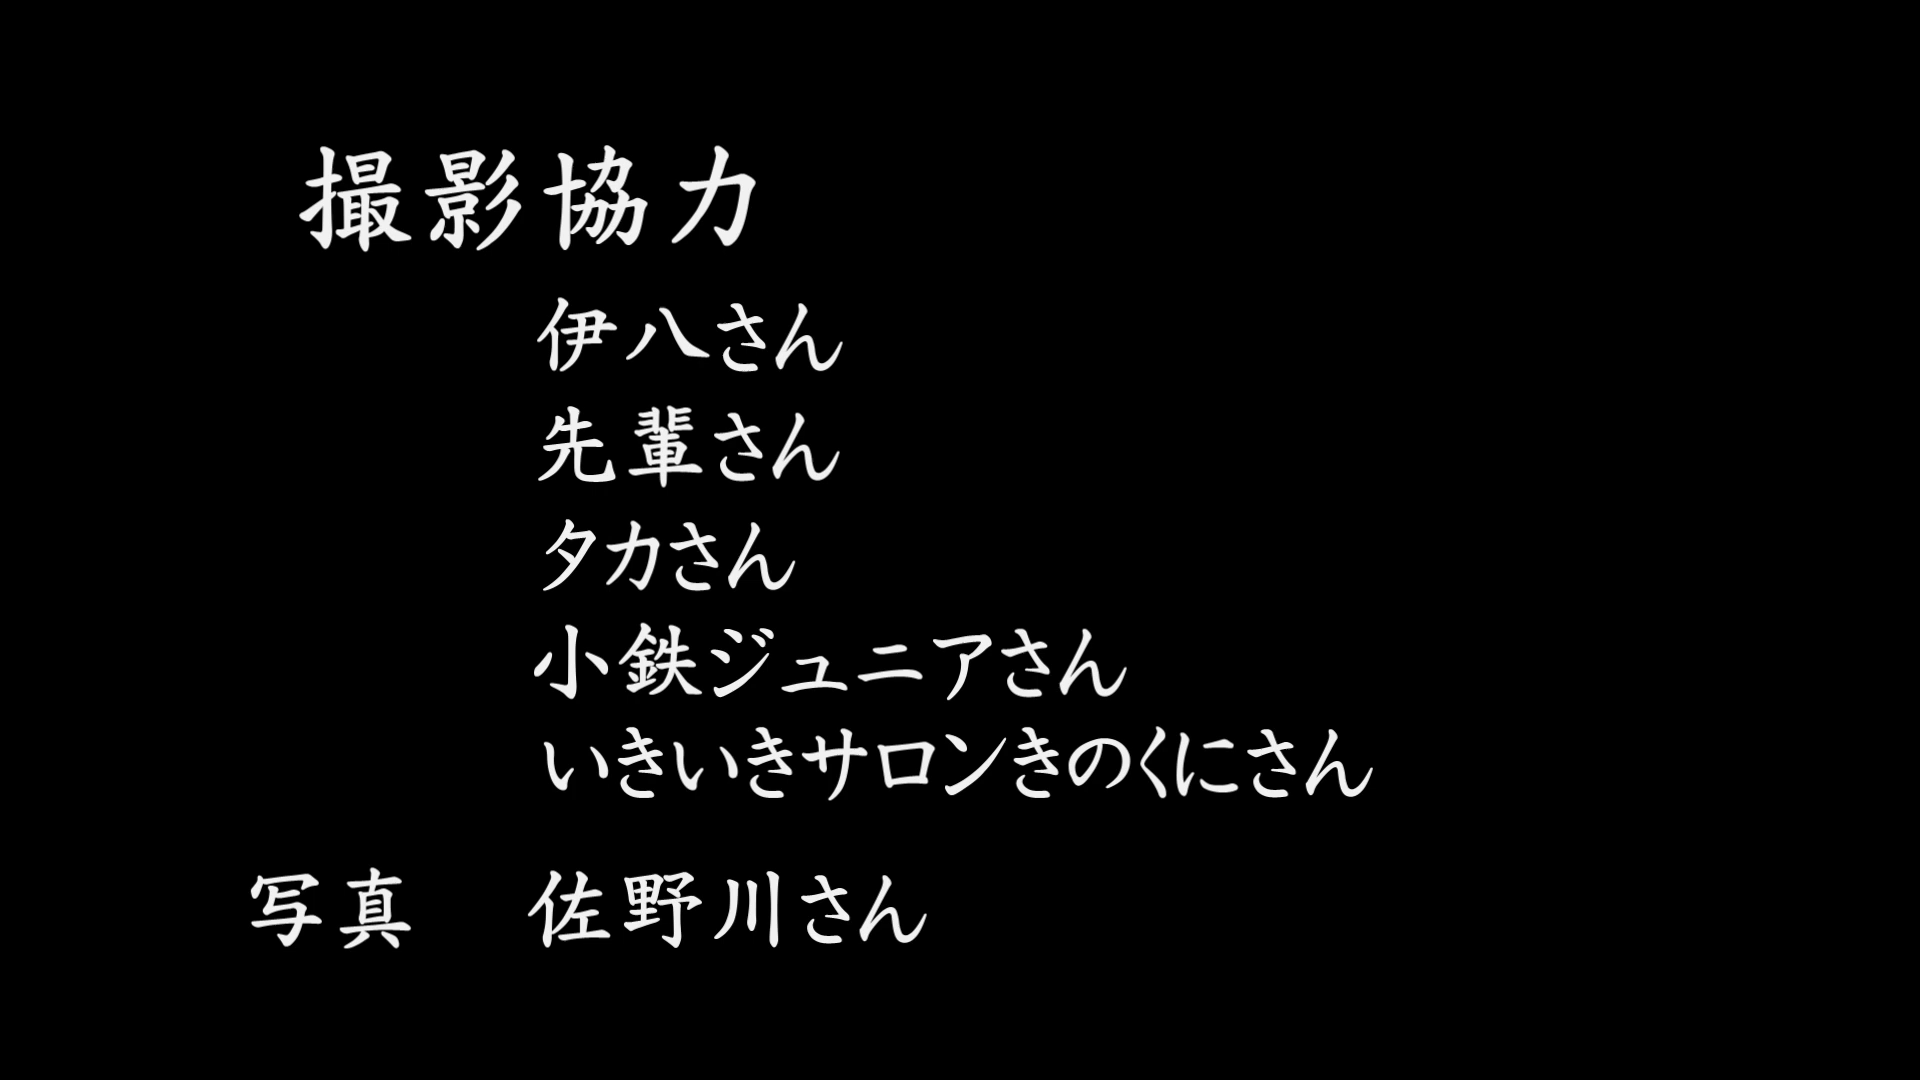 撮影協力
伊八さん
先輩さん
タカさん
小鉄ジュニアさん
いきいきサロンきのくにさん
写真　佐野川さん